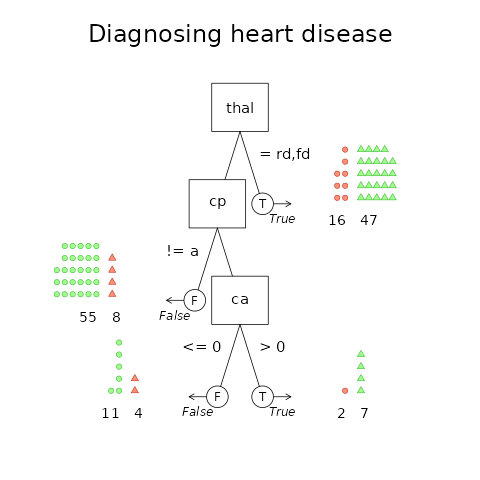 Diagnosing heart disease
thal
= rd,fd
cp
T
True
16 47
!= a
F
False
55 8
ca
<= 0
> 0
F
False
T
True
11 4
2 7